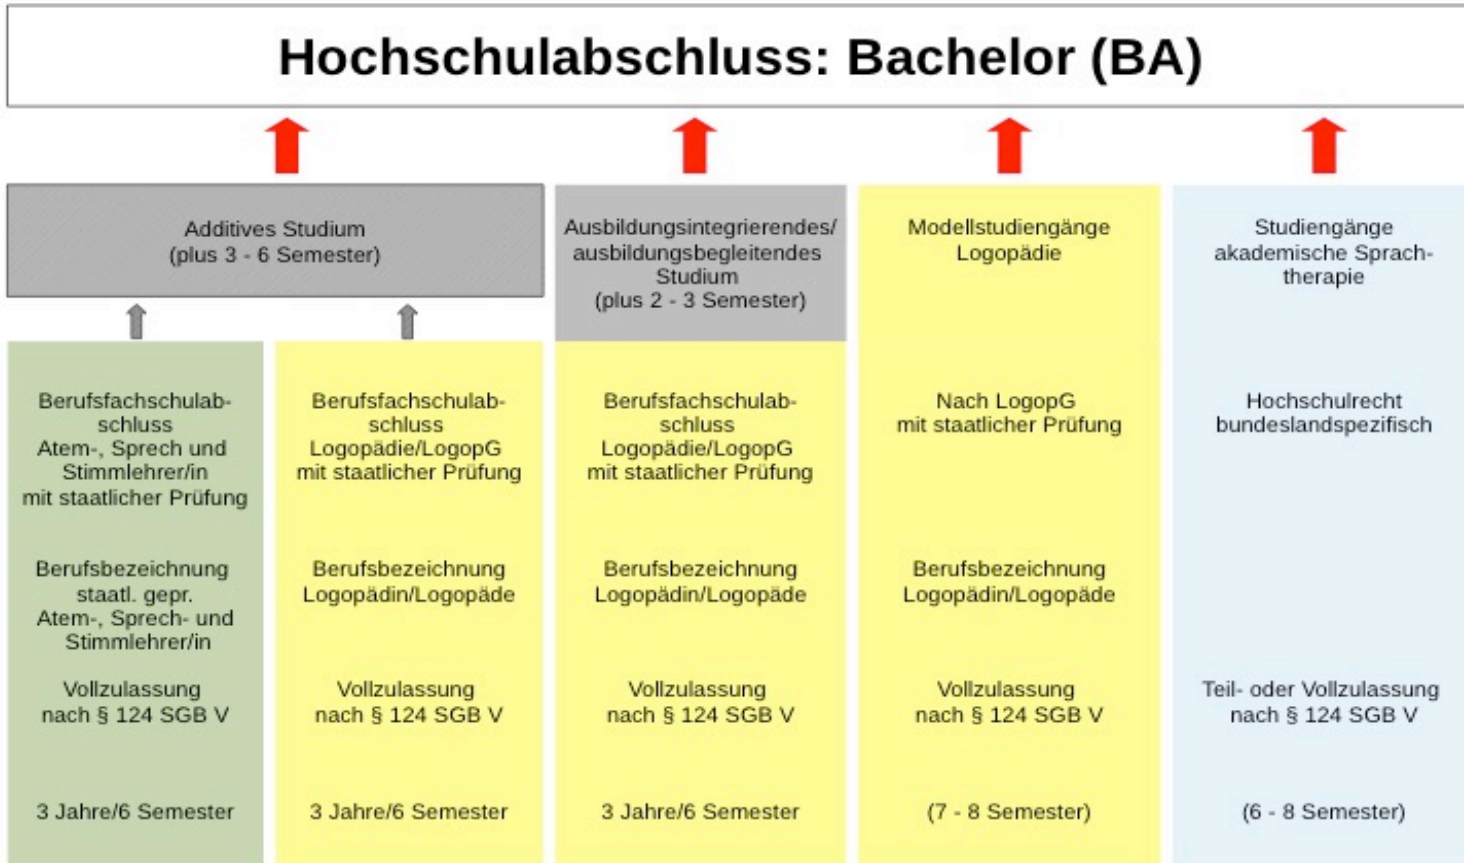 Hochschulabschluss: Bachelor (BA)
Additives Studium
(plus 3 - 6 Semester)
Ausbildungsintegrierendes/
ausbildungsbegleitendes
Studium
(plus 2 - 3 Semester)
Modellstudiengänge
Logopädie
Studiengänge
akademische Sprach-
therapie
Berufsfachschulab-
schluss
Atem-, Sprech und
Stimmlehrer/in
mit staatlicher Prüfung
Berufsfachschulab-
schluss
Logopädie/LogopG
mit staatlicher Prüfung
Berufsfachschulab-
schluss
Logopädie/LogopG
mit staatlicher Prüfung
Nach LogopG
mit staatlicher Prüfung
Hochschulrecht
bundeslandspezifisch
Berufsbezeichnung
staatl. gepr.
Atem-, Sprech- und
Stimmlehrer/in
Berufsbezeichnung
Logopädin/Logopäde
Berufsbezeichnung
Logopädin/Logopäde
Berufsbezeichnung
Logopädin/Logopäde
Vollzulassung
nach § 124 SGB V
Vollzulassung
nach § 124 SGB V
Vollzulassung
nach § 124 SGB V
Vollzulassung
nach § 124 SGB V
Teil- oder Vollzulassung
nach § 124 SGB V
3 Jahre/6 Semester
3 Jahre/6 Semester
3 Jahre/6 Semester
(7 - 8 Semester)
(6 - 8 Semester)